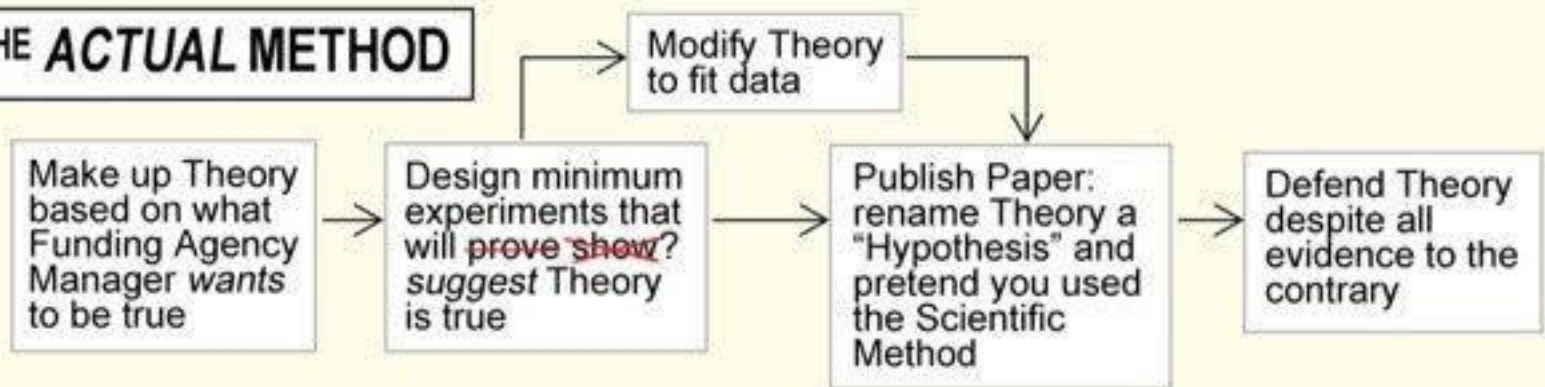 THE ACTUAL METHOD
Modify Theory
to fit data
Make up Theory
based on what
Funding Agency
Manager wants
to be true
Design minimum
experiments that
will prove show?
suggest Theory
is true
Publish Paper:
rename Theory a
“Hypothesis” and
pretend you used
the Scientific
Method
Defend Theory
despite all
evidence to the
contrary